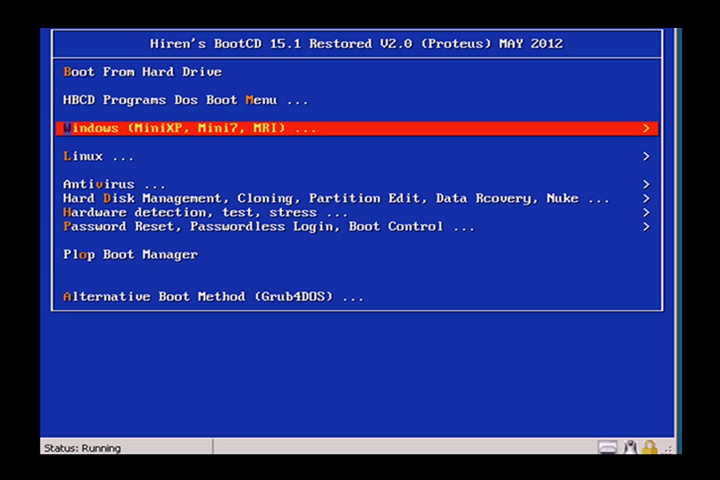 Hiren's BootCD 15.1 Restored V2.0 (Proteus) MAY 2012
Boot From Hard Drive
HBCD Programs Dos Boot Menu ...
Windows (MiniXP, Mini7, MRI) ... >
Linux ... >
Antivirus ... >
Hard Disk Management, Cloning, Partition Edit, Data Rcovery, Nuke ... >
Hardware detection, test, stress ... >
Password Reset, Passwordless Login, Boot Control ... >
Plop Boot Manager
Alternative Boot Method (Grub4DOS) ...
Status: Running